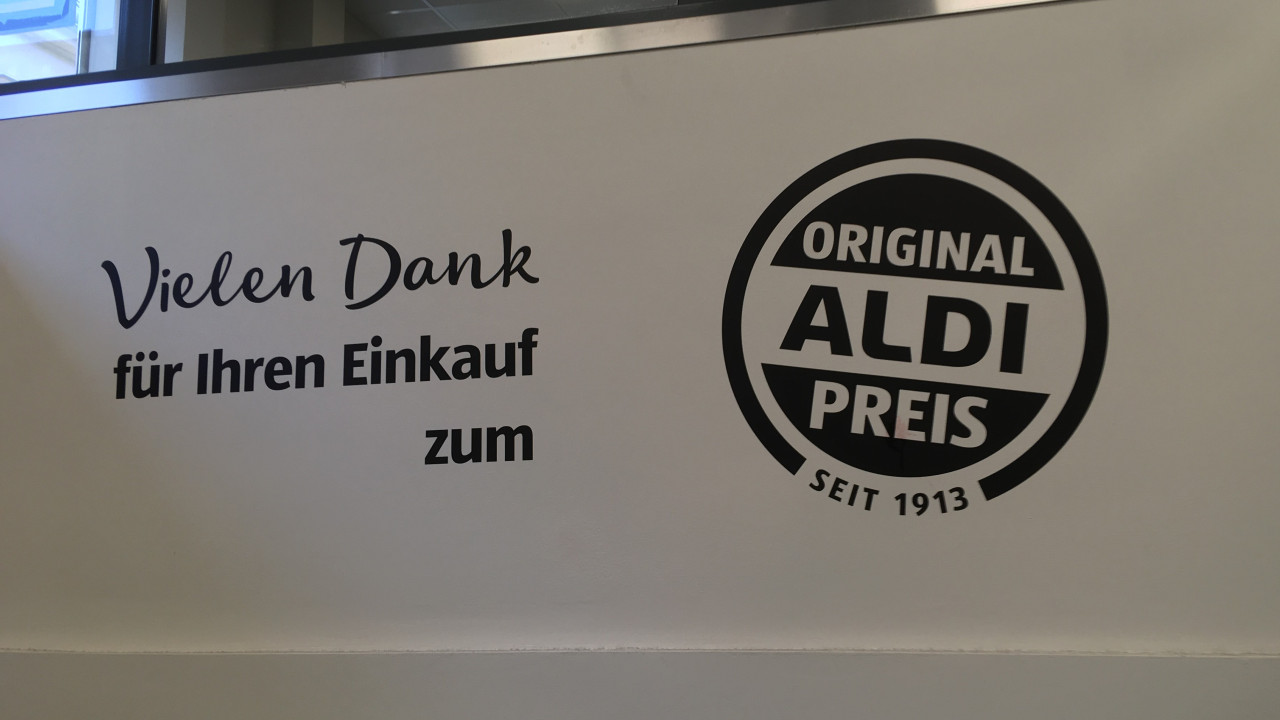 Vielen Dank
für Ihren Einkauf
zum
ORIGINAL
ALDI
PREIS
SEIT 1913